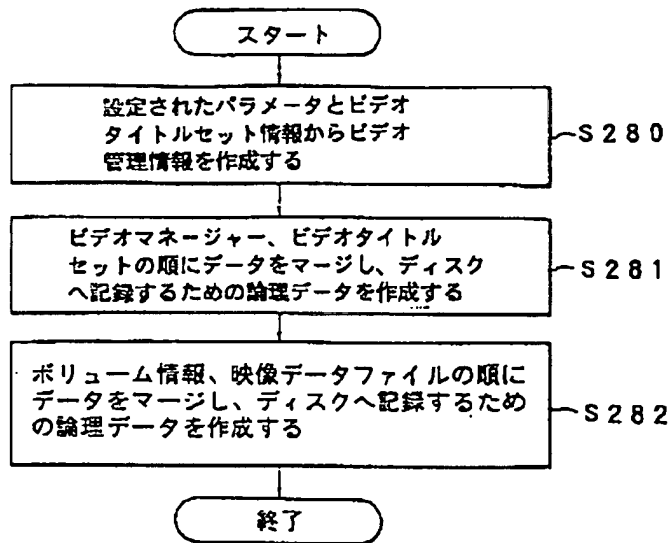 スタート
設定されたパラメータとビデオ
タイトルセット情報からビデオ
管理情報を作成する
S280
ビデオマネージャー、ビデオタイトル
セットの順にデータをマージし、ディスク
へ記録するための論理データを作成する
S281
ボリューム情報、映像データファイルの順に
データをマージし、ディスクへ記録するため
の論理データを作成する
S282
終了